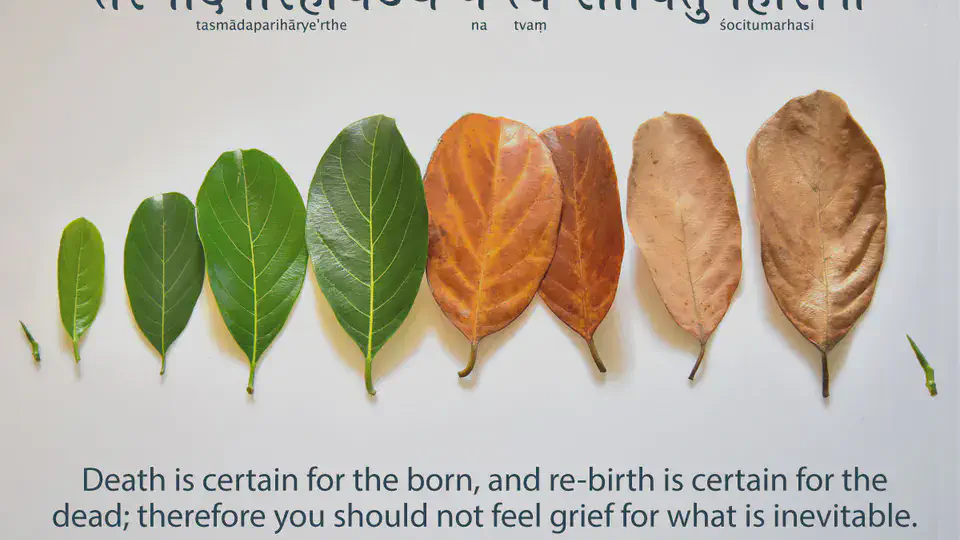 tasmādaparihārye'rthe na tvaṃ śocitumarhasi
Death is certain for the born, and re-birth is certain for the
dead; therefore you should not feel grief for what is inevitable.